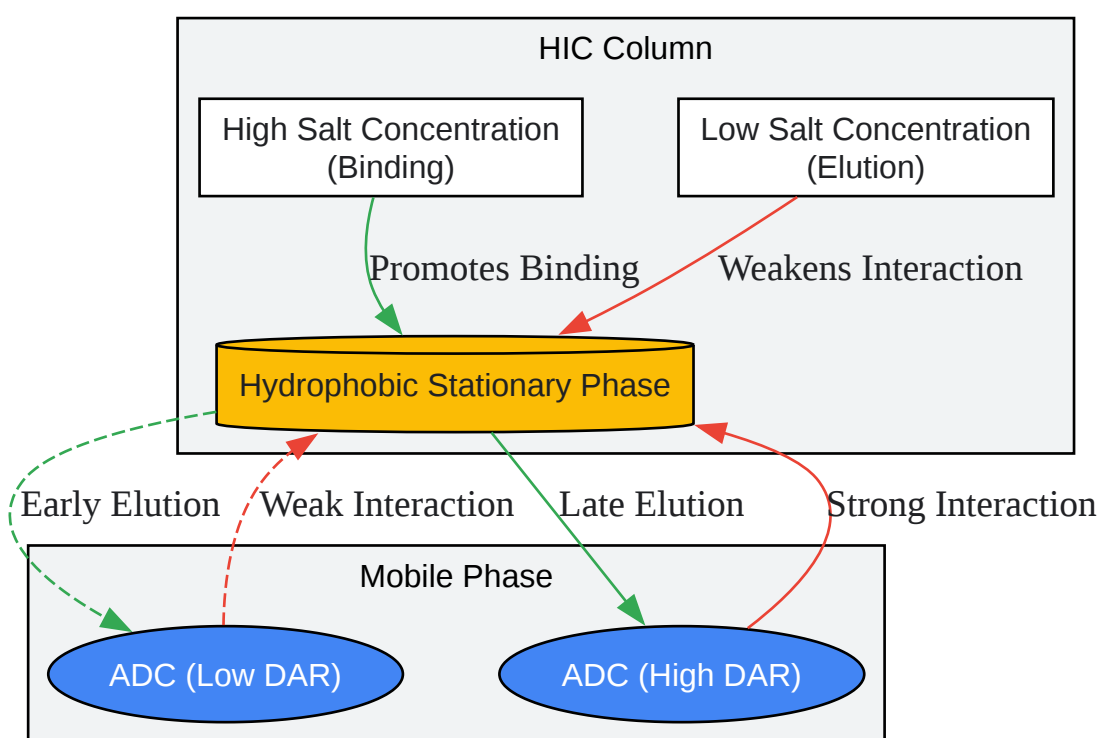 HIC Column
High Salt Concentration
(Binding)
Low Salt Concentration
(Elution)
Promotes Binding
Weakens Interaction
Hydrophobic Stationary Phase
Early Elution
Weak Interaction
Late Elution
Strong Interaction
Mobile Phase
ADC (Low DAR)
ADC (High DAR)